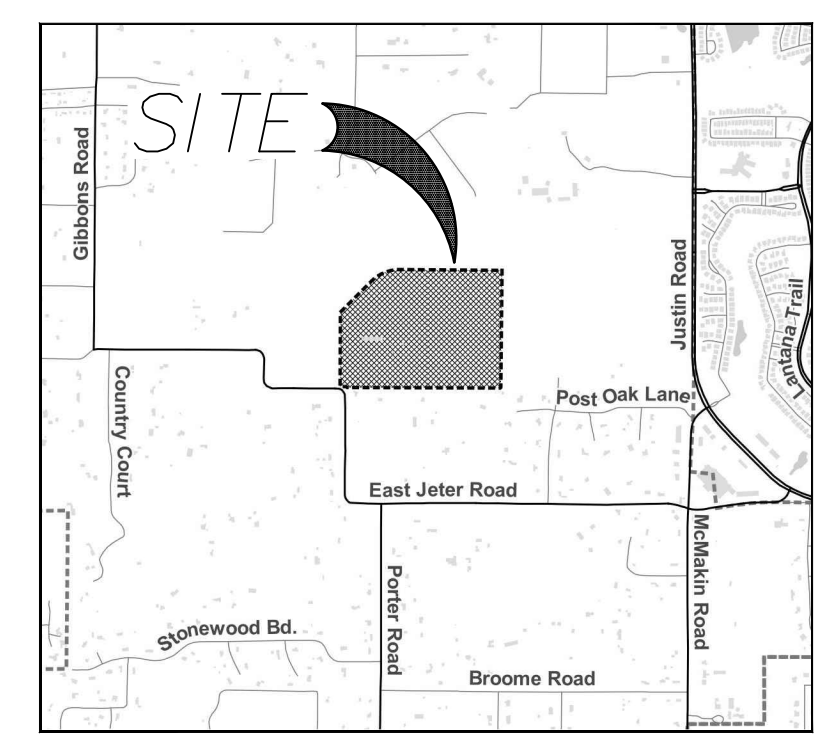 SITE
Gibbons Road
Justin Road
Lantana Trail
Country Court
Post Oak Lane
East Jeter Road
McMakin Road
Porter Road
Stonewood Bd.
Broome Road